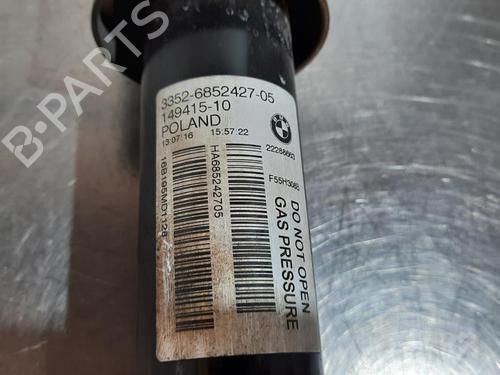 3352-6852427-05
149415-10
POLAND
13.07.16 15:57:22
BMW
22288663
HA685242705
F55H3085
DO NOT OPEN
GAS PRESSURE